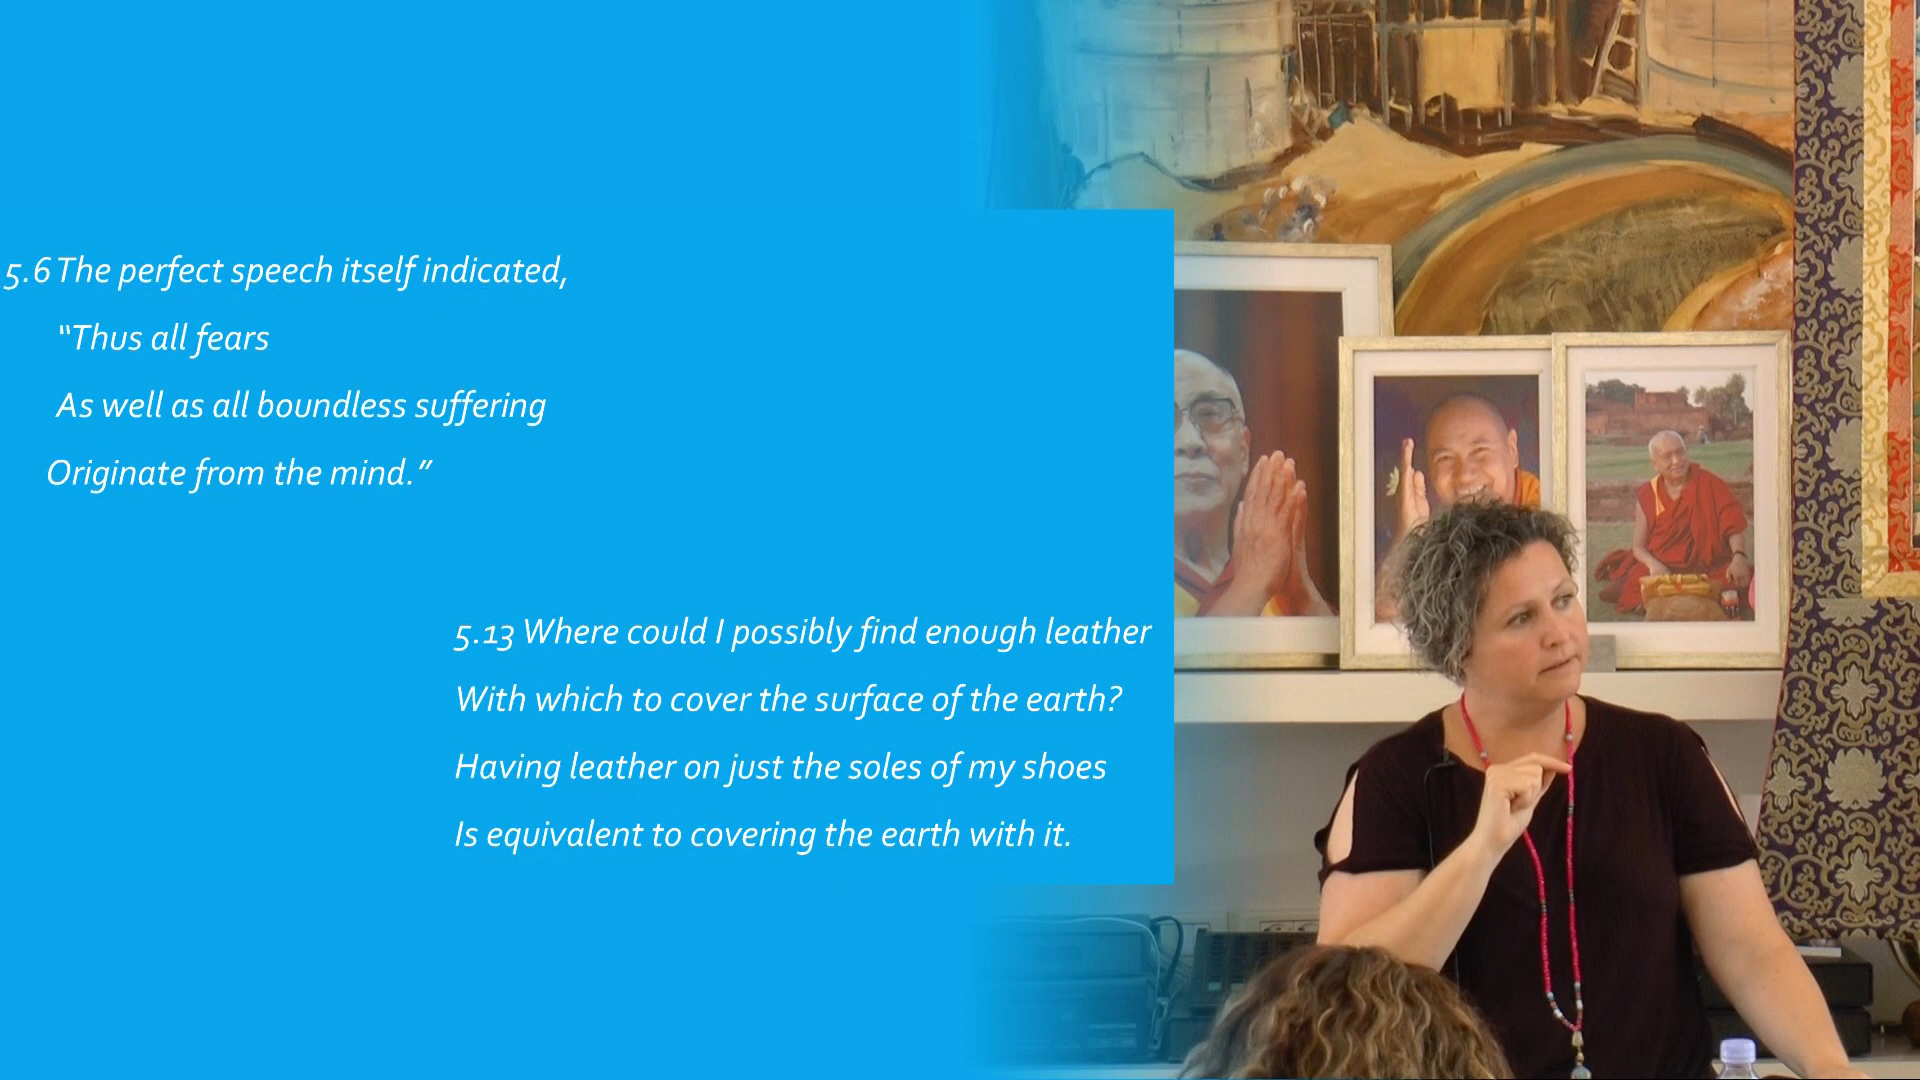 5.6 The perfect speech itself indicated,
“Thus all fears
As well as all boundless suffering
Originate from the mind.”
5.13 Where could I possibly find enough leather
With which to cover the surface of the earth?
Having leather on just the soles of my shoes
Is equivalent to covering the earth with it.